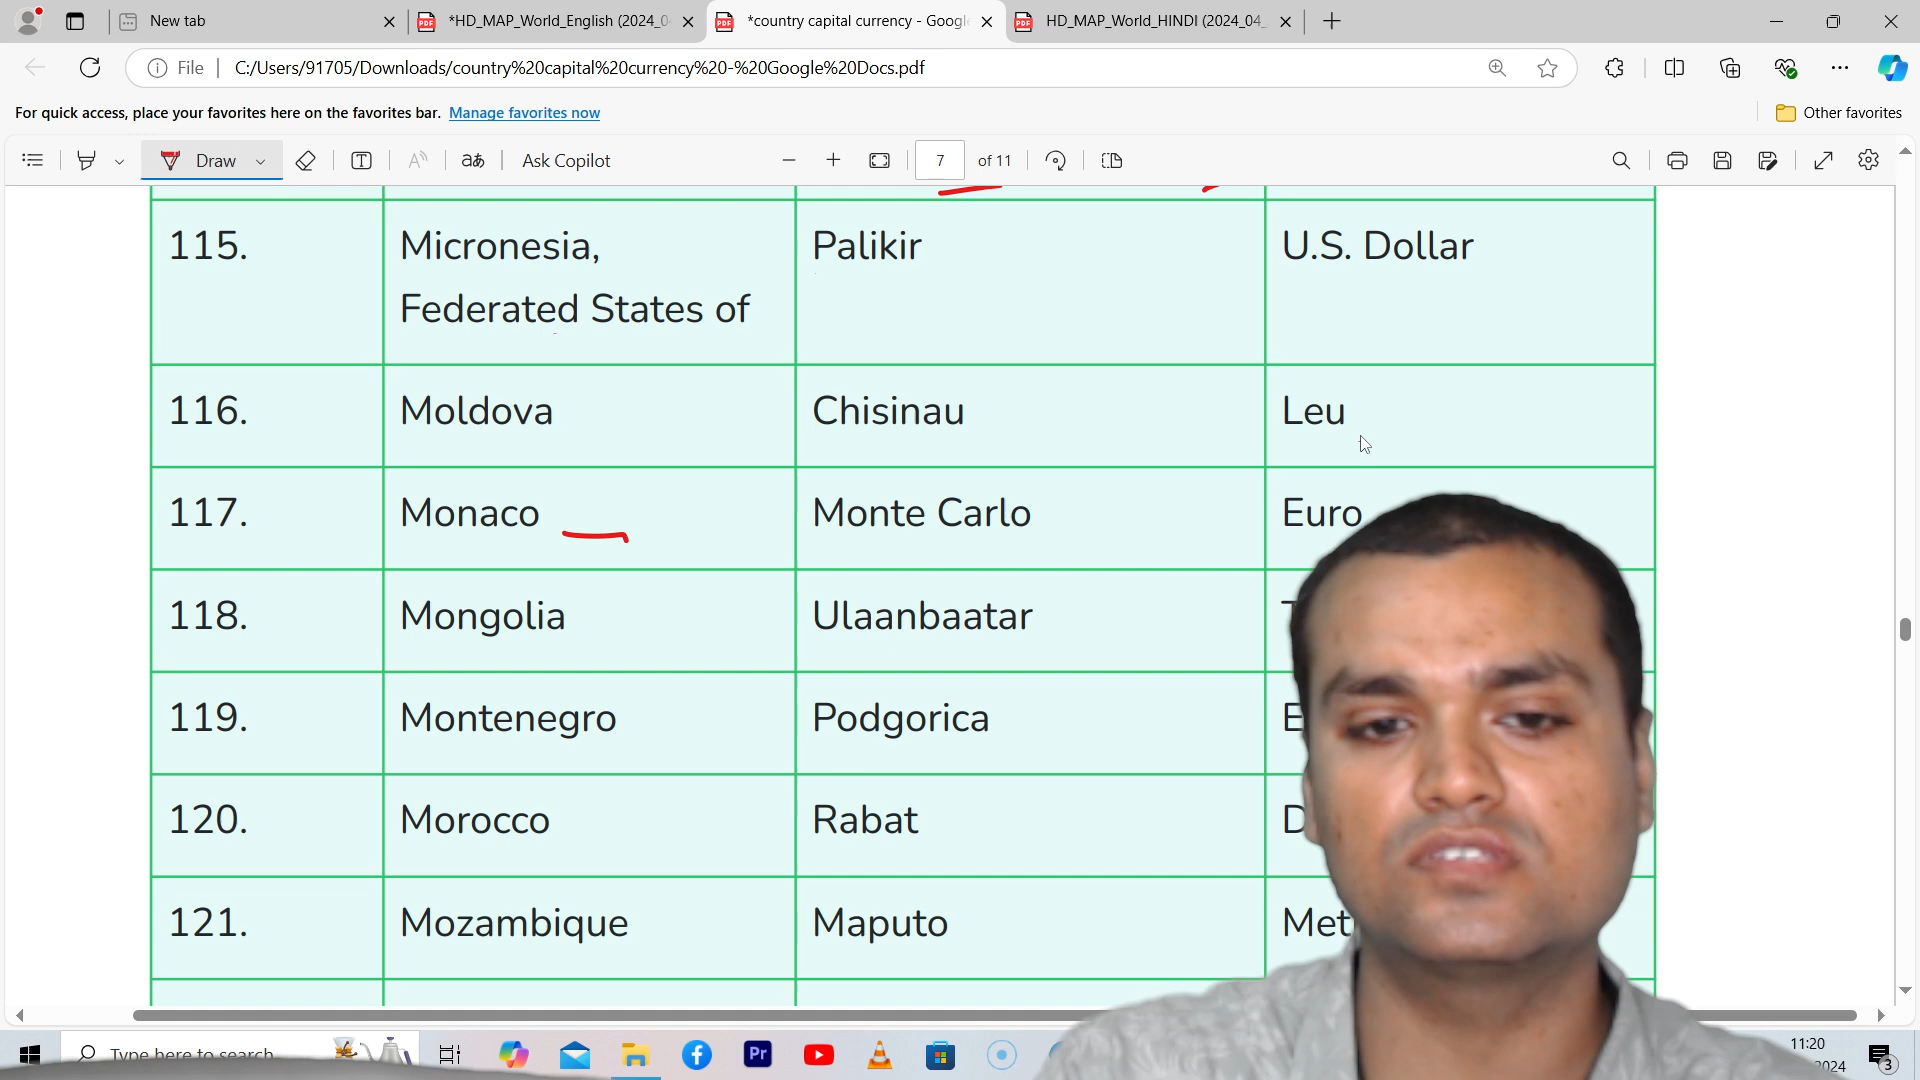 New tab
*HD_MAP_World_English (2024_0
*country capital currency - Googl
HD_MAP_World_HINDI (2024_04_
File
C:/Users/91705/Downloads/country%20capital%20currency%20-%20Google%20Docs.pdf
For quick access, place your favorites here on the favorites bar. Manage favorites now
Other favorites
Draw
Ask Copilot
7 of 11
115. Micronesia, Palikir U.S. Dollar
Federated States of
116. Moldova Chisinau Leu
117. Monaco Monte Carlo Euro
118. Mongolia Ulaanbaatar
119. Montenegro Podgorica
120. Morocco Rabat
121. Mozambique Maputo Met
Type here to search
Pr
11:20
2024
3